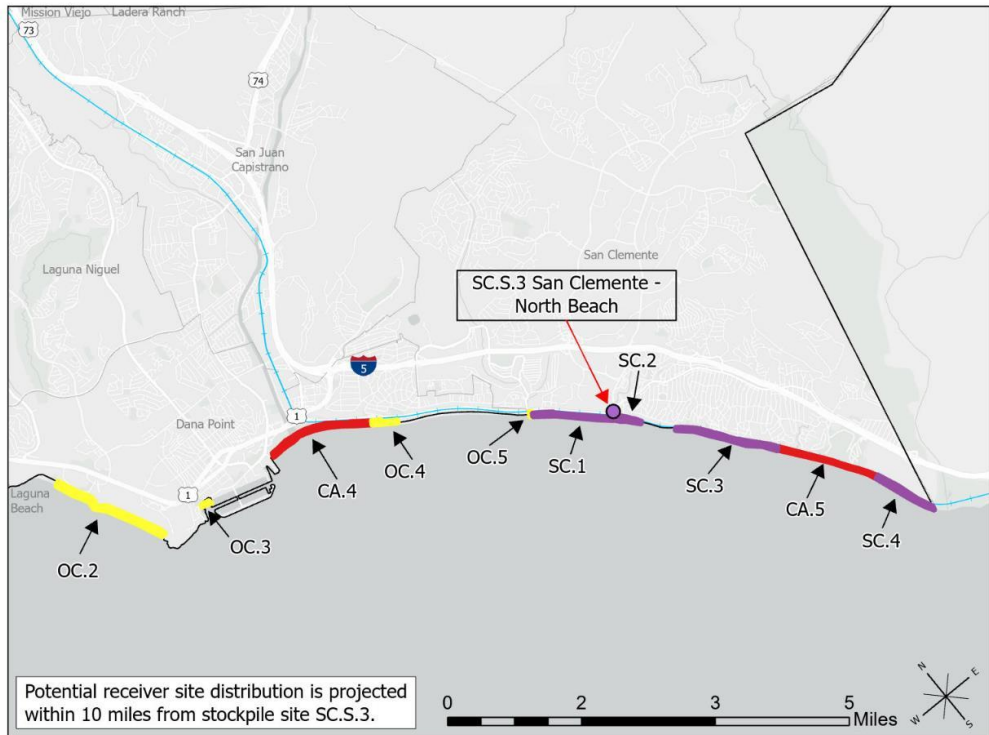 Mission Viejo
Ladera Ranch
73
74
San Juan
Capistrano
Laguna Niguel
San Clemente
SC.S.3 San Clemente -
North Beach
SC.2
5
1
Dana Point
OC.5
SC.1
OC.4
CA.4
SC.3
CA.5
SC.4
1
Laguna
Beach
OC.3
OC.2
Potential receiver site distribution is projected
within 10 miles from stockpile site SC.S.3.
0 2 3 5
Miles
N E
W S